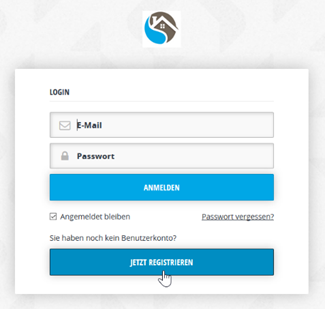 LOGIN
E-Mail
Passwort
ANMELDEN
Angemeldet bleiben Passwort vergessen?
Sie haben noch kein Benutzerkonto?
JETZT REGISTRIEREN